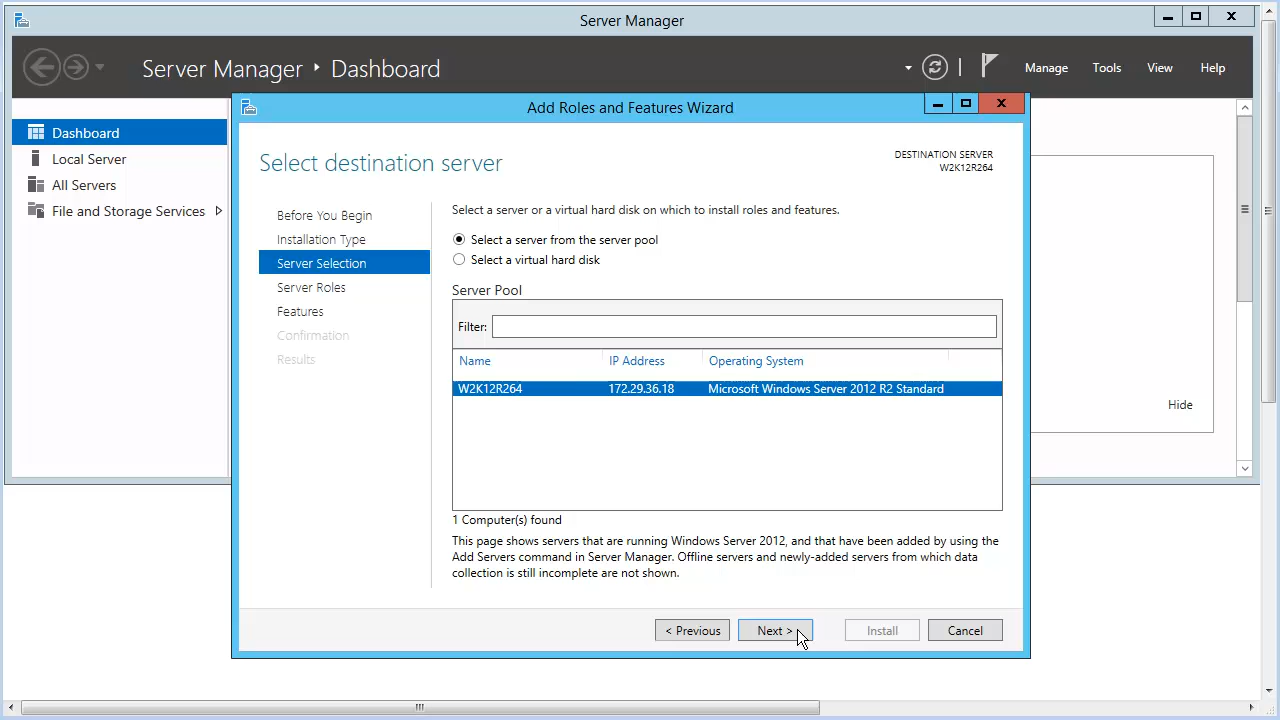 Server Manager
Server Manager ‣ Dashboard
Manage Tools View Help
Dashboard
Local Server
All Servers
File and Storage Services
Add Roles and Features Wizard
Select destination server
DESTINATION SERVER
W2K12R264
Before You Begin
Installation Type
Server Selection
Server Roles
Features
Confirmation
Results
Select a server or a virtual hard disk on which to install roles and features.
Select a server from the server pool
Select a virtual hard disk
Server Pool
Filter:
Name IP Address Operating System
W2K12R264 172.29.36.18 Microsoft Windows Server 2012 R2 Standard
1 Computer(s) found
This page shows servers that are running Windows Server 2012, and that have been added by using the
Add Servers command in Server Manager. Offline servers and newly-added servers from which data
collection is still incomplete are not shown.
Hide
< Previous Next > Install Cancel